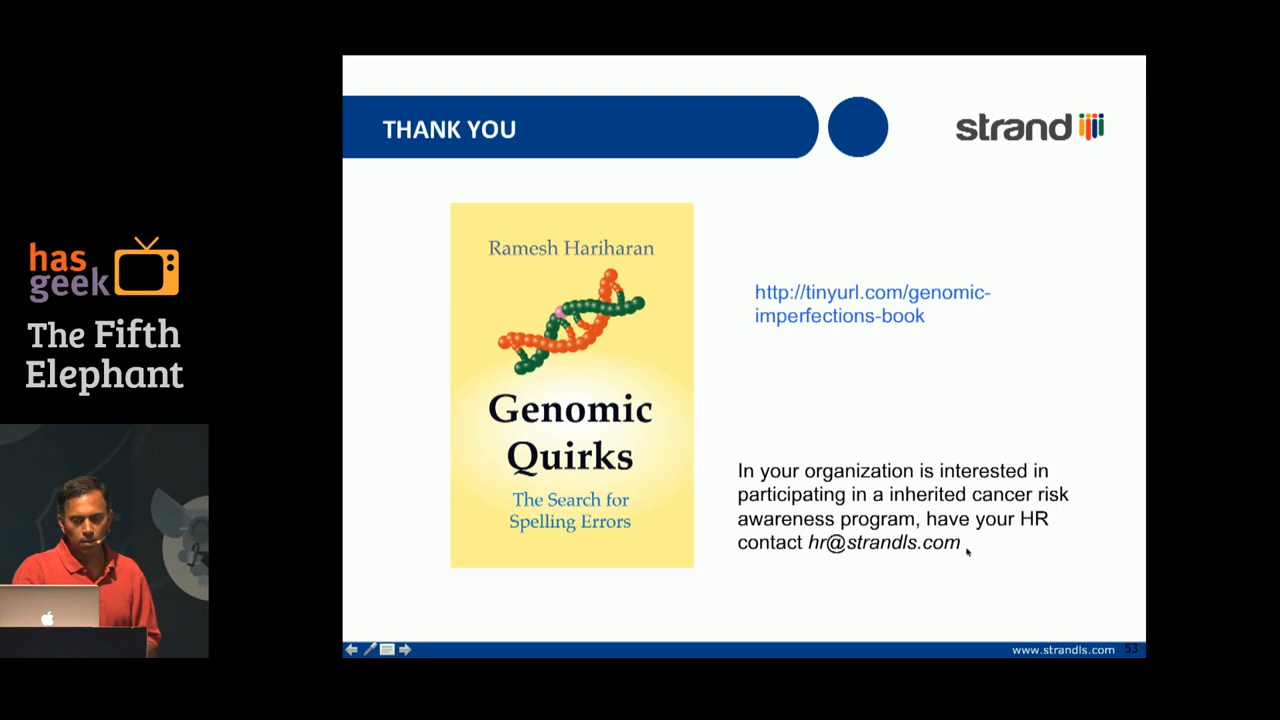 has
geek
The Fifth
Elephant
THANK YOU
strand
Ramesh Hariharan
Genomic
Quirks
The Search for
Spelling Errors
http://tinyurl.com/genomic-
imperfections-book
In your organization is interested in
participating in a inherited cancer risk
awareness program, have your HR
contact hr@strandls.com
www.strandls.com
53